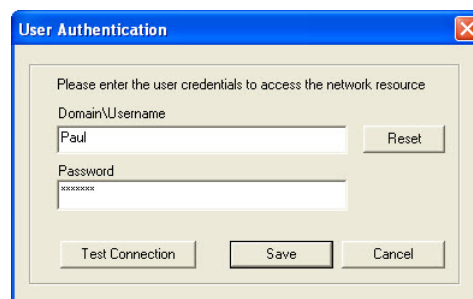 User Authentication
Please enter the user credentials to access the network resource
Domain\Username
Paul
Reset
Password
xxxxxxx
Test Connection
Save
Cancel